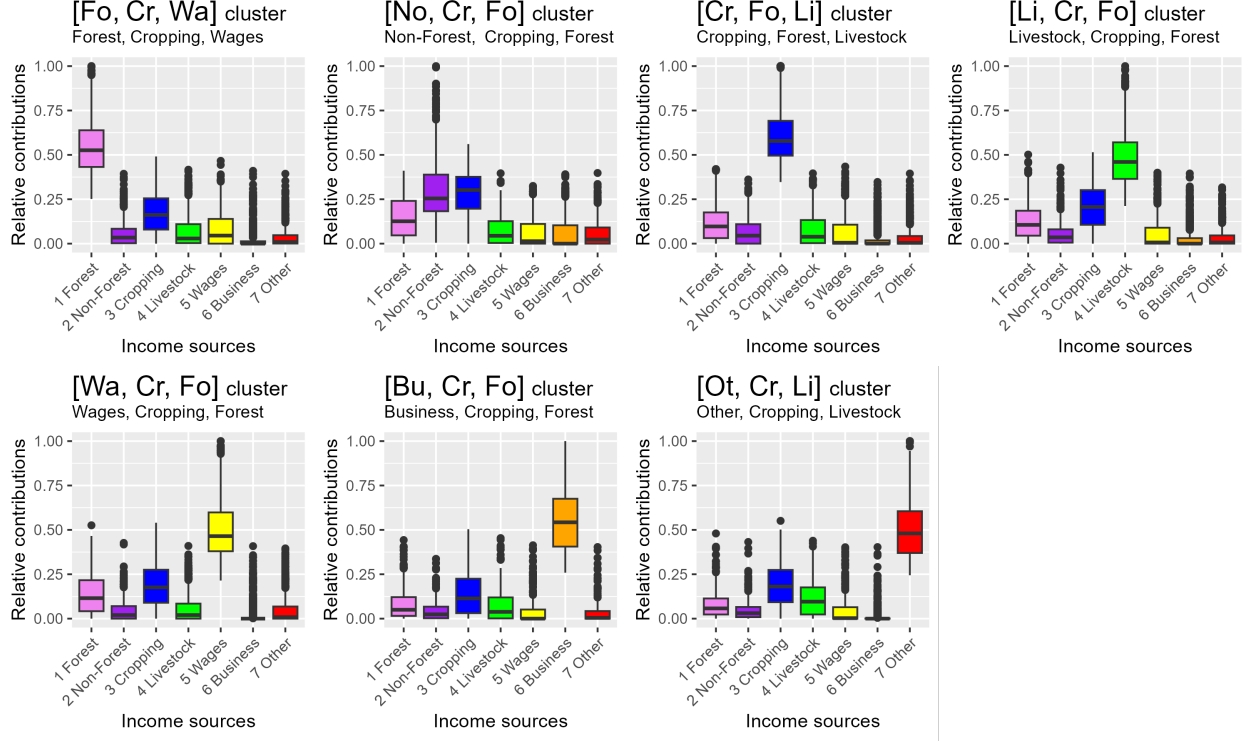 [Fo, Cr, Wa] cluster
Forest, Cropping, Wages
Relative contributions
1.00
0.75
0.50
0.25
0.00
1 Forest
2 Non-Forest
3 Cropping
4 Livestock
5 Wages
6 Business
7 Other
Income sources
[No, Cr, Fo] cluster
Non-Forest, Cropping, Forest
Relative contributions
1.00
0.75
0.50
0.25
0.00
1 Forest
2 Non-Forest
3 Cropping
4 Livestock
5 Wages
6 Business
7 Other
Income sources
[Cr, Fo, Li] cluster
Cropping, Forest, Livestock
Relative contributions
1.00
0.75
0.50
0.25
0.00
1 Forest
2 Non-Forest
3 Cropping
4 Livestock
5 Wages
6 Business
7 Other
Income sources
[Li, Cr, Fo] cluster
Livestock, Cropping, Forest
Relative contributions
1.00
0.75
0.50
0.25
0.00
1 Forest
2 Non-Forest
3 Cropping
4 Livestock
5 Wages
6 Business
7 Other
Income sources
[Wa, Cr, Fo] cluster
Wages, Cropping, Forest
Relative contributions
1.00
0.75
0.50
0.25
0.00
1 Forest
2 Non-Forest
3 Cropping
4 Livestock
5 Wages
6 Business
7 Other
Income sources
[Bu, Cr, Fo] cluster
Business, Cropping, Forest
Relative contributions
1.00
0.75
0.50
0.25
0.00
1 Forest
2 Non-Forest
3 Cropping
4 Livestock
5 Wages
6 Business
7 Other
Income sources
[Ot, Cr, Li] cluster
Other, Cropping, Livestock
Relative contributions
1.00
0.75
0.50
0.25
0.00
1 Forest
2 Non-Forest
3 Cropping
4 Livestock
5 Wages
6 Business
7 Other
Income sources